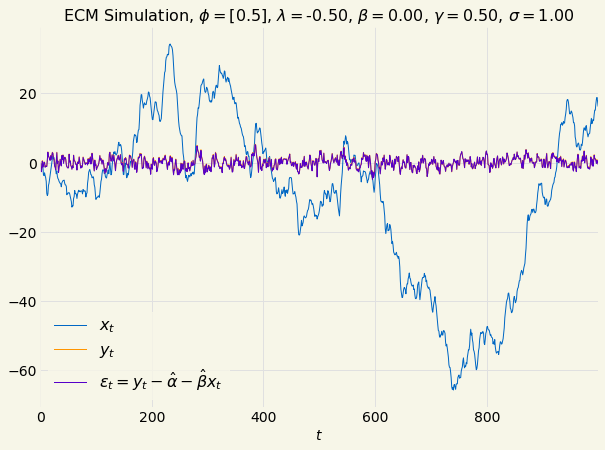 ECM Simulation, $\phi = [0.5]$, $\lambda = $-0.50, $\beta = 0.00$, $\gamma = 0.50$, $\sigma = 1.00$
20
0
−20
−40
−60
$x_t$
$y_t$
$\varepsilon_t = y_t - \hat{\alpha} - \hat{\beta} x_t$
0 200 400 600 800
$t$